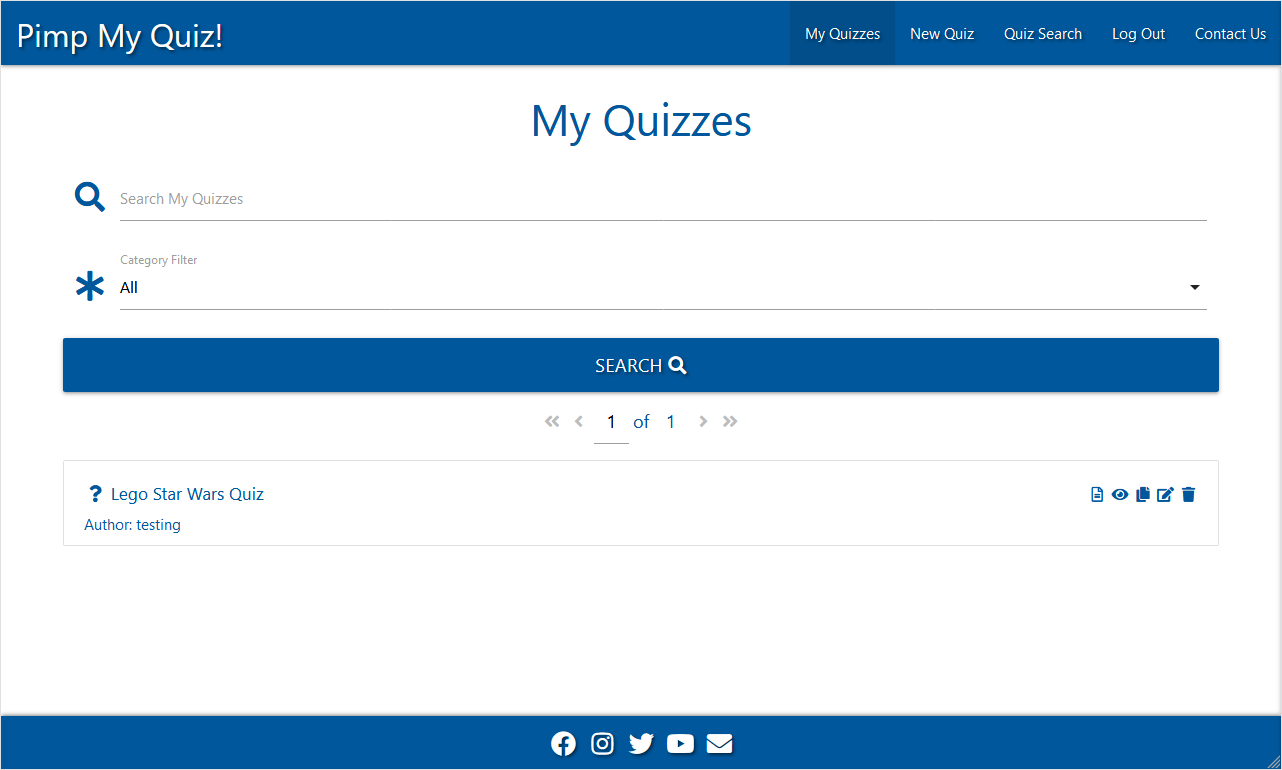 Pimp My Quiz!
My Quizzes New Quiz Quiz Search Log Out Contact Us
My Quizzes
Search My Quizzes
Category Filter
All
SEARCH
1 of 1
? Lego Star Wars Quiz
Author: testing